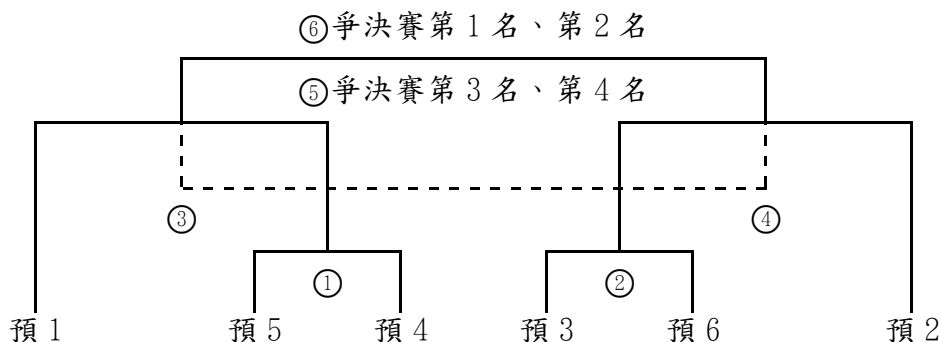 ⑥爭決賽第1名、第2名
⑤爭決賽第3名、第4名
③ ④
① ②
預1 預5 預4 預3 預6 預2